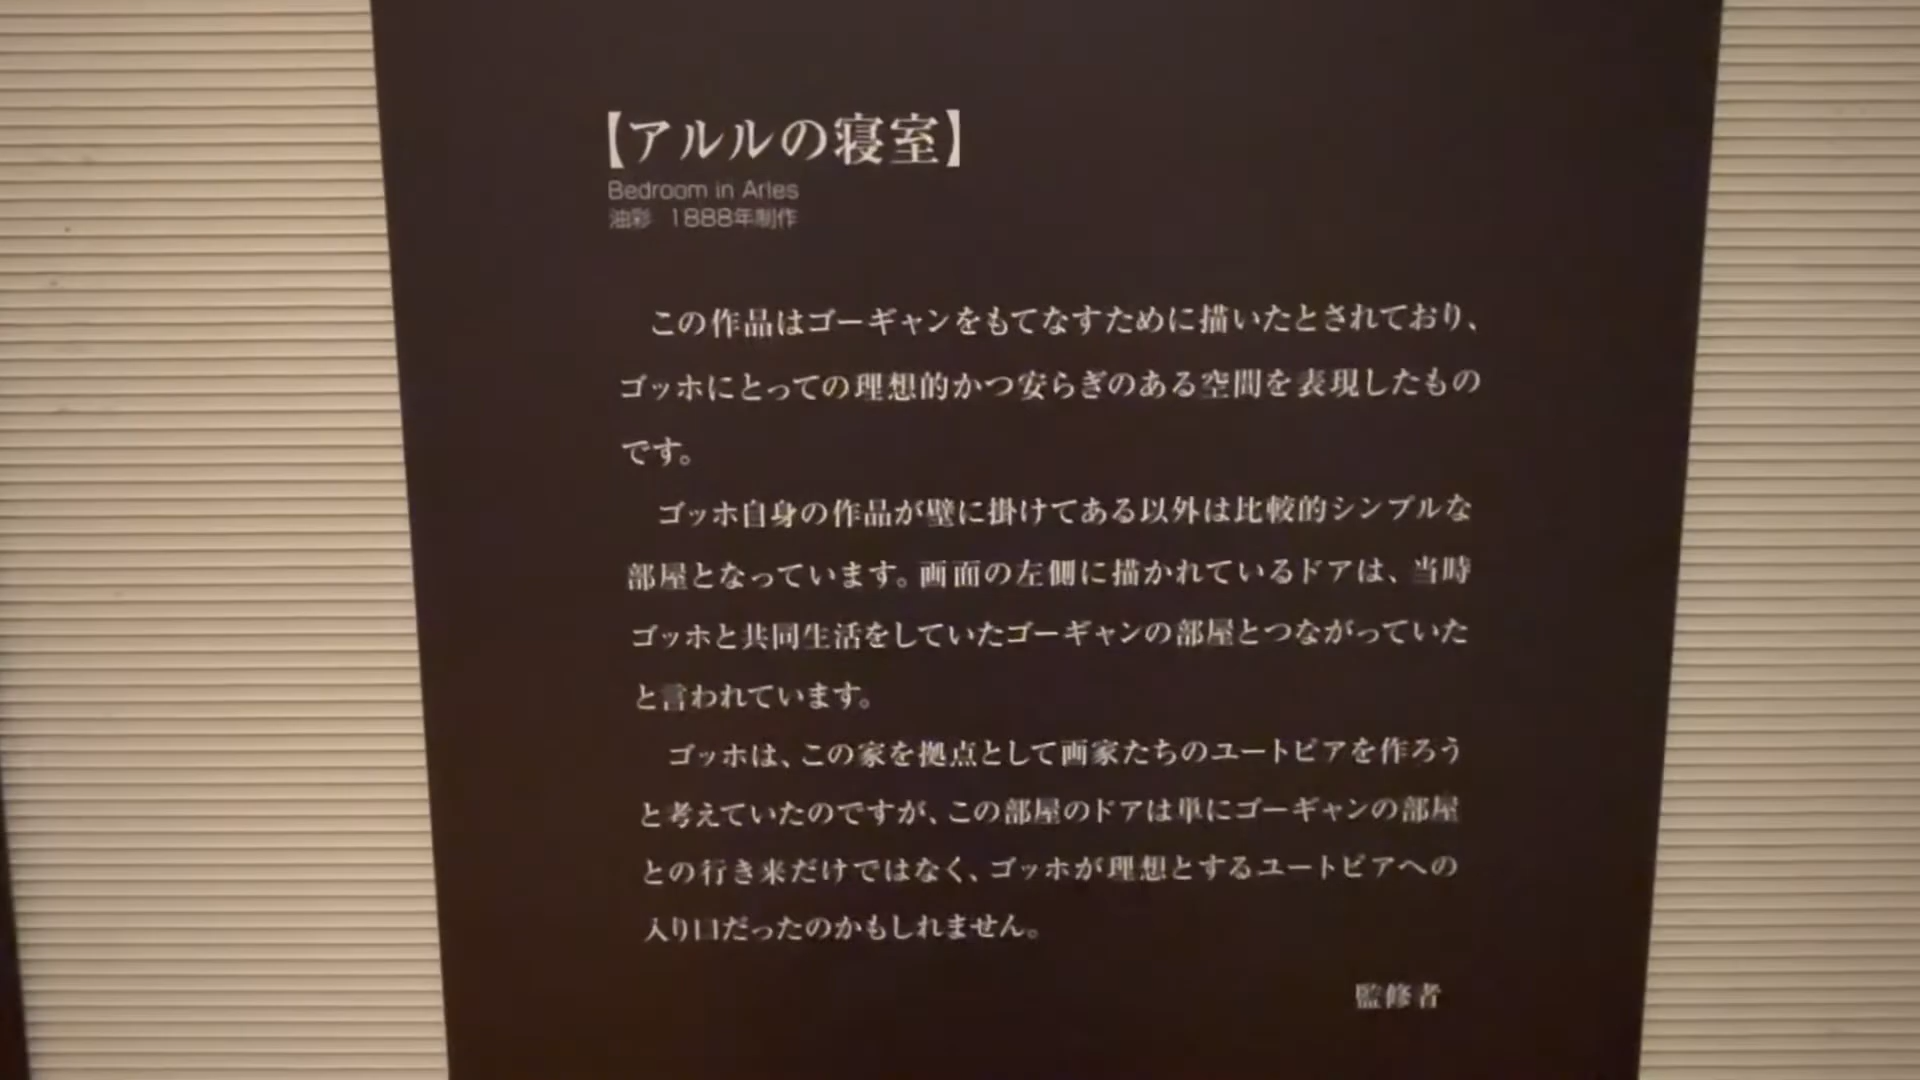 【アルルの寝室】
Bedroom in Arles
油彩　1888年制作
この作品はゴーギャンをもてなすために描いたとされており、
ゴッホにとっての理想的かつ安らぎのある空間を表現したもの
です。
ゴッホ自身の作品が壁に掛けてある以外は比較的シンプルな
部屋となっています。画面の左側に描かれているドアは、当時
ゴッホと共同生活をしていたゴーギャンの部屋とつながっていた
と言われています。
ゴッホは、この家を拠点として画家たちのユートピアを作ろう
と考えていたのですが、この部屋のドアは単にゴーギャンの部屋
との行き来だけではなく、ゴッホが理想とするユートピアへの
入り口だったのかもしれません。
監修者